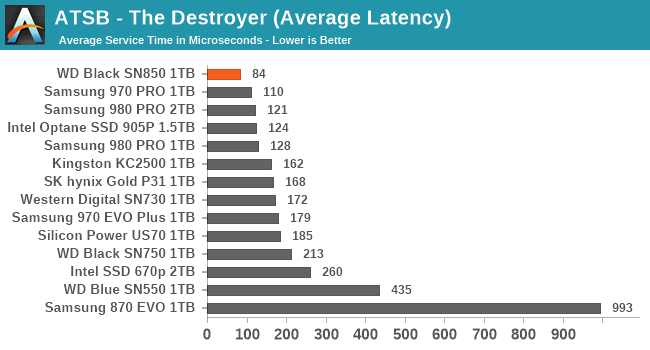 ATSB - The Destroyer (Average Latency)
Average Service Time in Microseconds - Lower is Better
WD Black SN850 1TB 84
Samsung 970 PRO 1TB 110
Samsung 980 PRO 2TB 121
Intel Optane SSD 905P 1.5TB 124
Samsung 980 PRO 1TB 128
Kingston KC2500 1TB 162
SK hynix Gold P31 1TB 168
Western Digital SN730 1TB 172
Samsung 970 EVO Plus 1TB 179
Silicon Power US70 1TB 185
WD Black SN750 1TB 213
Intel SSD 670p 2TB 260
WD Blue SN550 1TB 435
Samsung 870 EVO 1TB 993
0 100 200 300 400 500 600 700 800 900